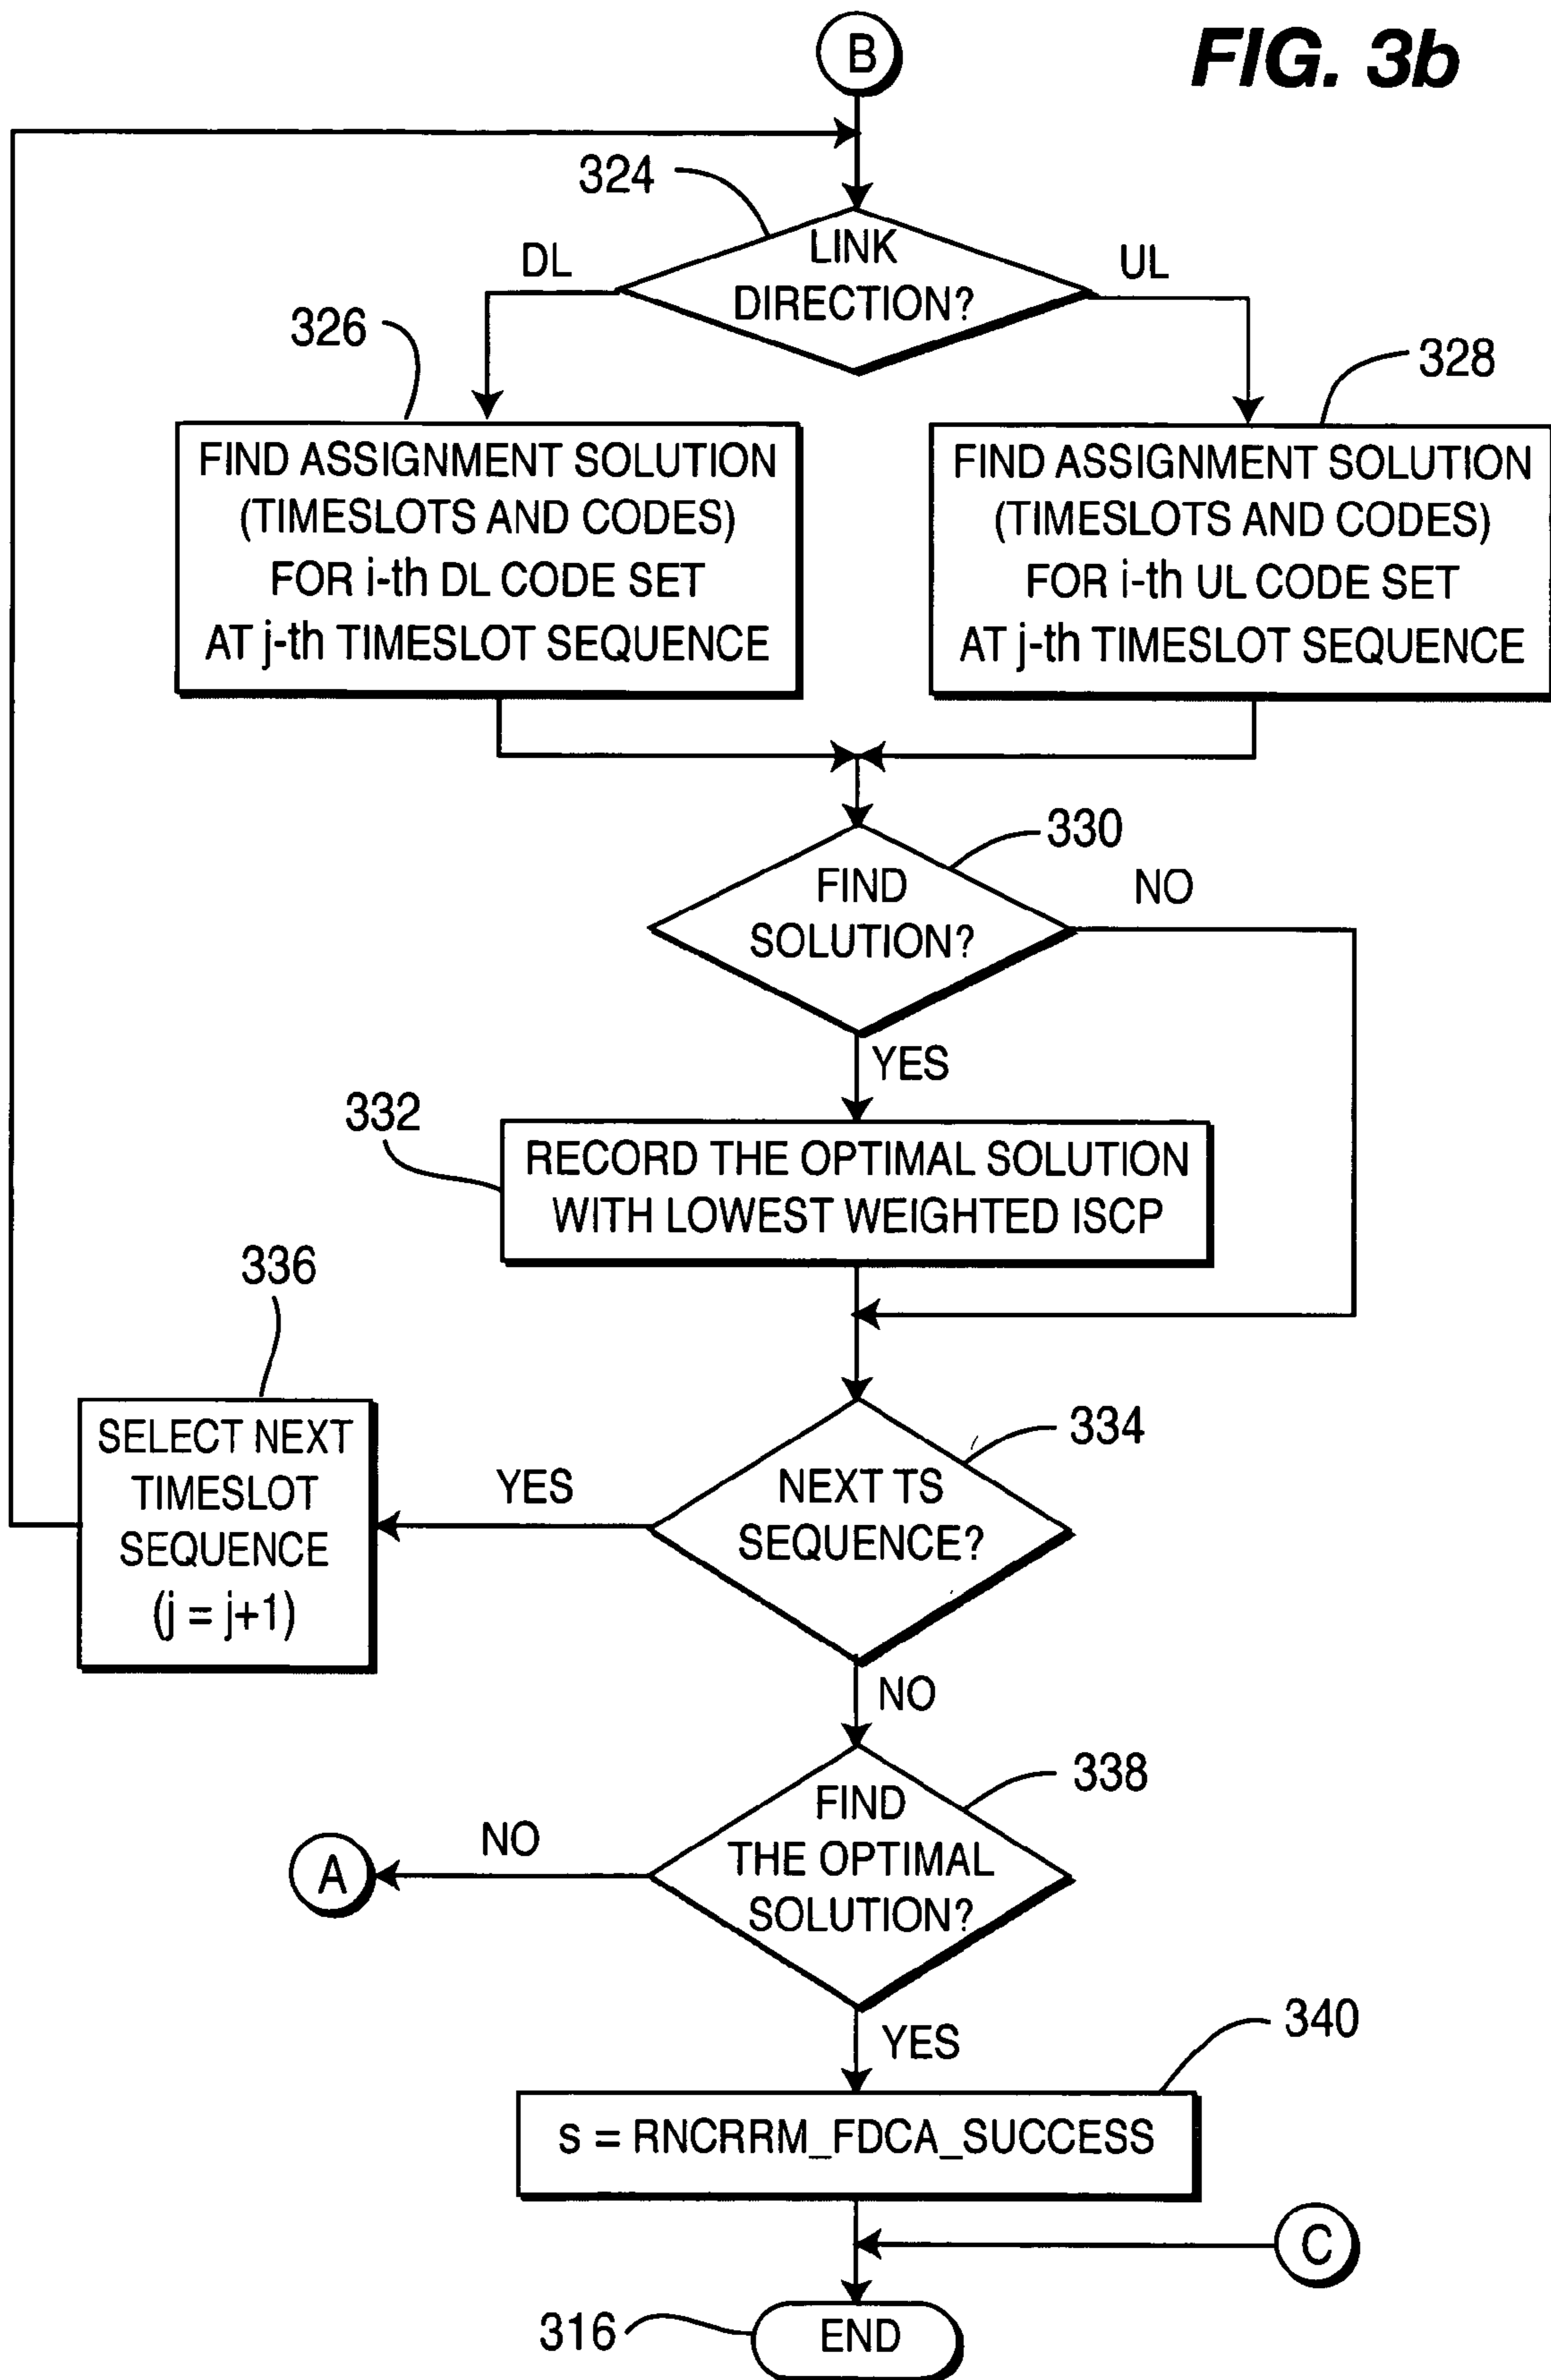 B
FIG. 3b
324
LINK
DIRECTION?
DL
UL
326
328
FIND ASSIGNMENT SOLUTION
(TIMESLOTS AND CODES)
FOR i-th DL CODE SET
AT j-th TIMESLOT SEQUENCE
FIND ASSIGNMENT SOLUTION
(TIMESLOTS AND CODES)
FOR i-th UL CODE SET
AT j-th TIMESLOT SEQUENCE
330
FIND
SOLUTION?
NO
YES
332
RECORD THE OPTIMAL SOLUTION
WITH LOWEST WEIGHTED ISCP
336
SELECT NEXT
TIMESLOT
SEQUENCE
(j = j+1)
YES
334
NEXT TS
SEQUENCE?
NO
338
FIND
THE OPTIMAL
SOLUTION?
NO
A
YES
340
s = RNCRRM_FDCA_SUCCESS
C
316
END